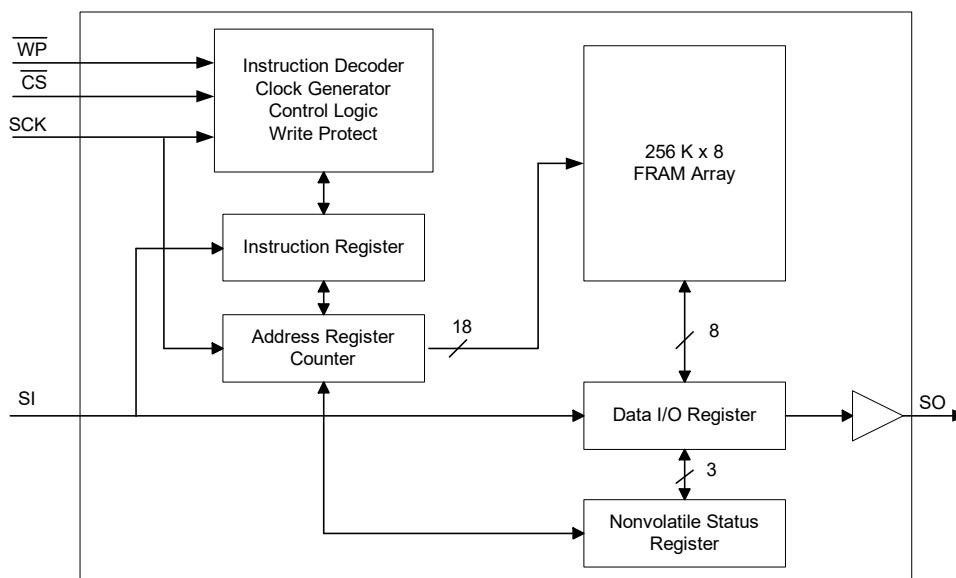 WP
CS
SCK
Instruction Decoder
Clock Generator
Control Logic
Write Protect
256 K x 8
FRAM Array
Instruction Register
Address Register
Counter
18
8
SI
Data I/O Register
SO
3
Nonvolatile Status
Register